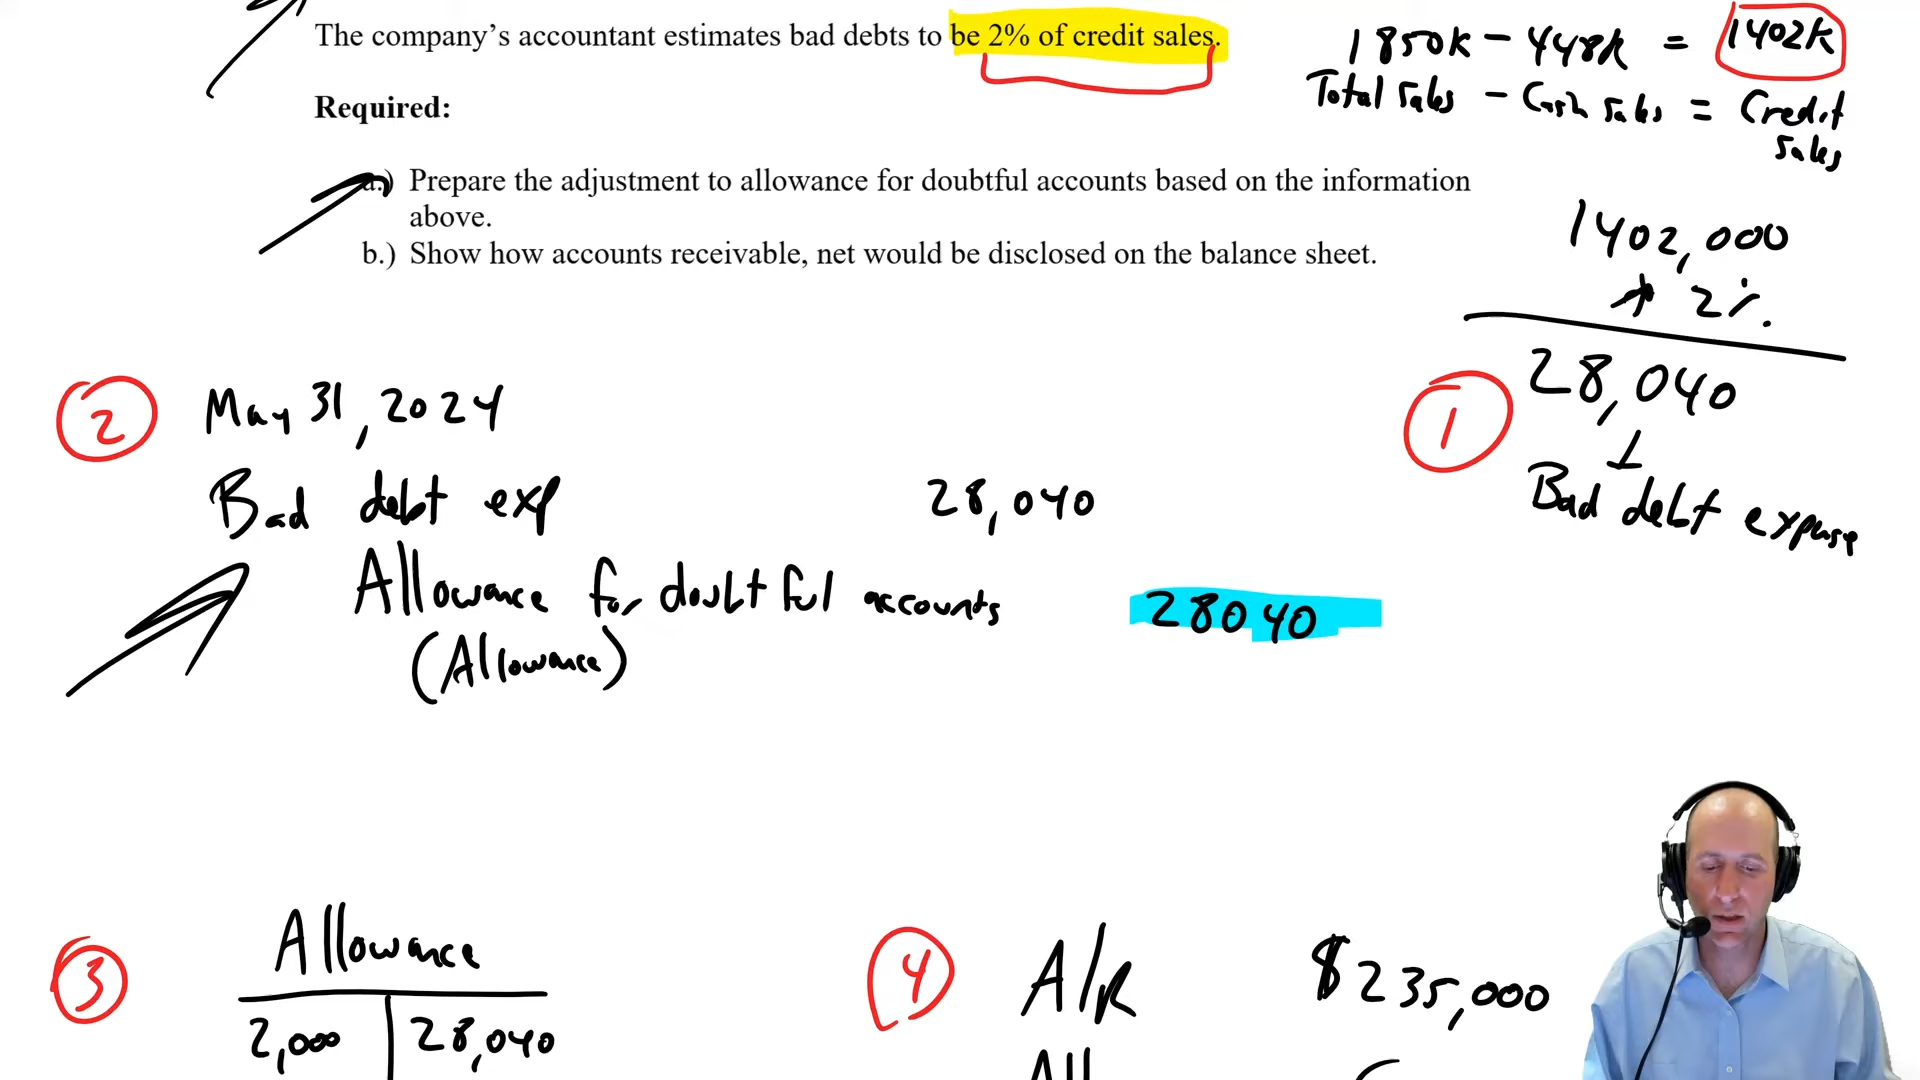 The company's accountant estimates bad debts to be 2% of credit sales.
1850k - 448k = 1402k
Total sales - Cash sales = Credit sales
Required:
a.) Prepare the adjustment to allowance for doubtful accounts based on the information
above.
b.) Show how accounts receivable, net would be disclosed on the balance sheet.
1402,000
* 2%.
28,040
1
Bad debt expense
2
May 31, 2024
Bad debt exp 28,040
Allowance for doubtful accounts 28040
(Allowance)
3
Allowance
2,000 28,040
4
A/R $235,000
All